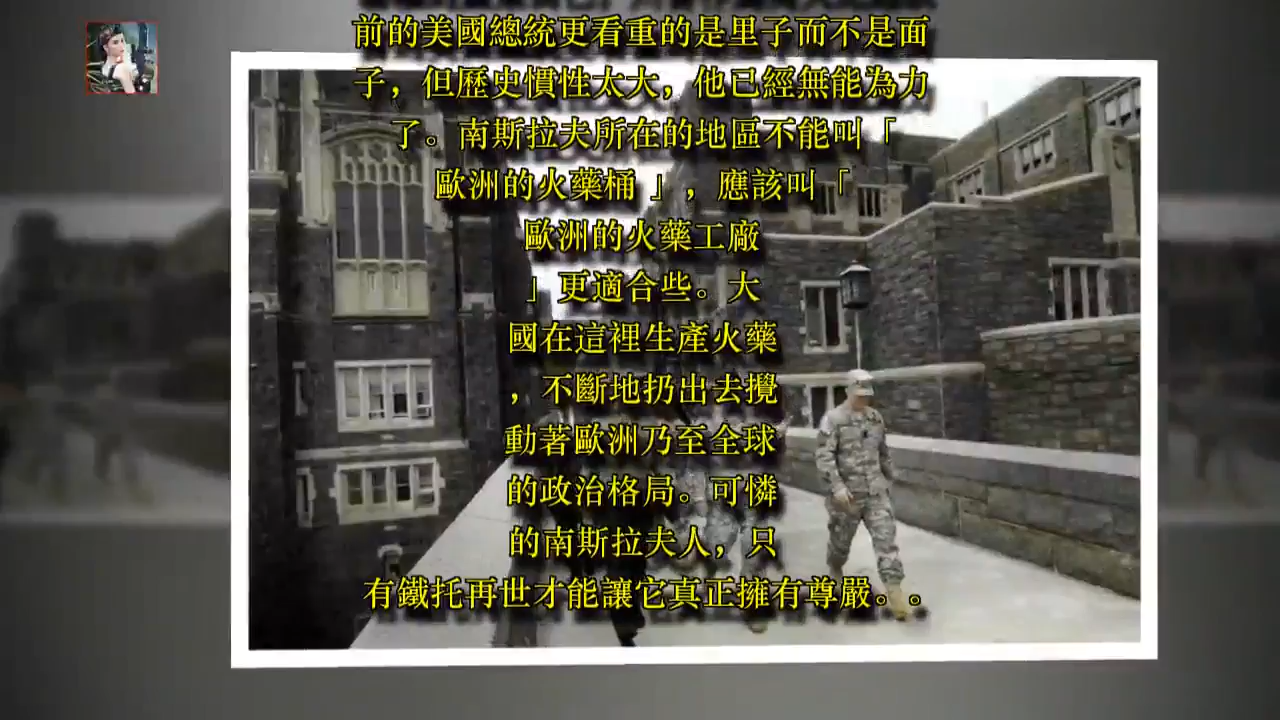 前的美國總統更看重的是里子而不是面
子，但歷史慣性太大，他已經無能為力
了。南斯拉夫所在的地區不能叫「
歐洲的火藥桶 」，應該叫「
歐洲的火藥工廠
」更適合些。大
國在這裡生產火藥
，不斷地扔出去攪
動著歐洲乃至全球
的政治格局。可憐
的南斯拉夫人，只
有鐵托再世才能讓它真正擁有尊嚴。。